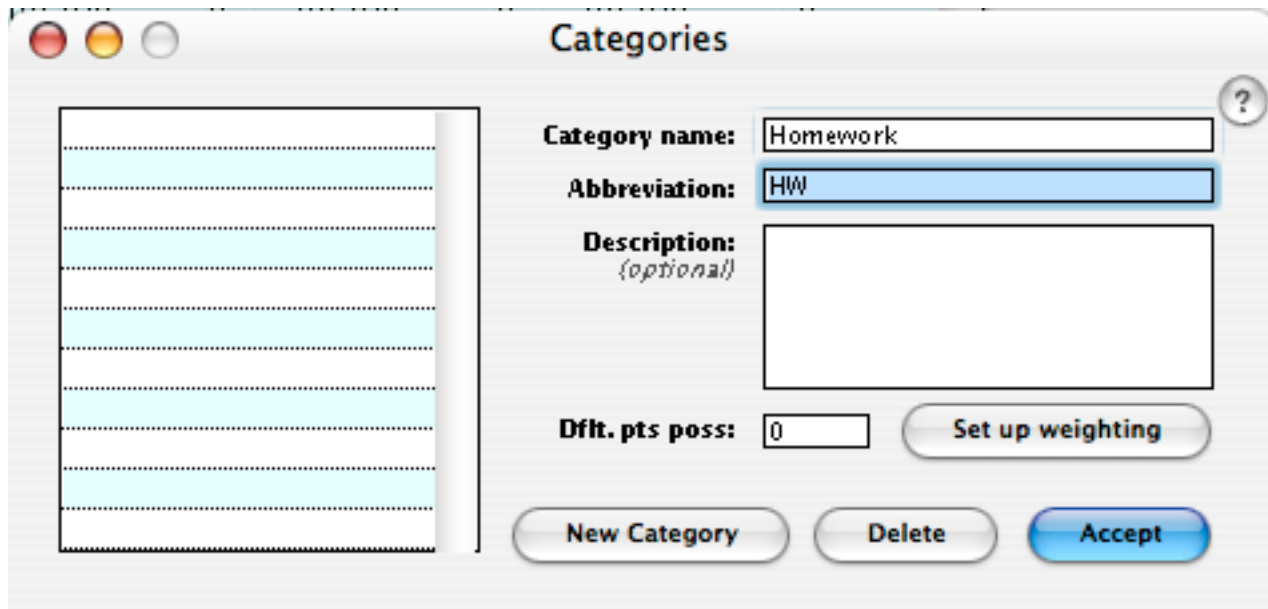 Categories
?
Category name: Homework
Abbreviation: HW
Description:
(optional)
Dflt. pts poss: 0 Set up weighting
New Category Delete Accept